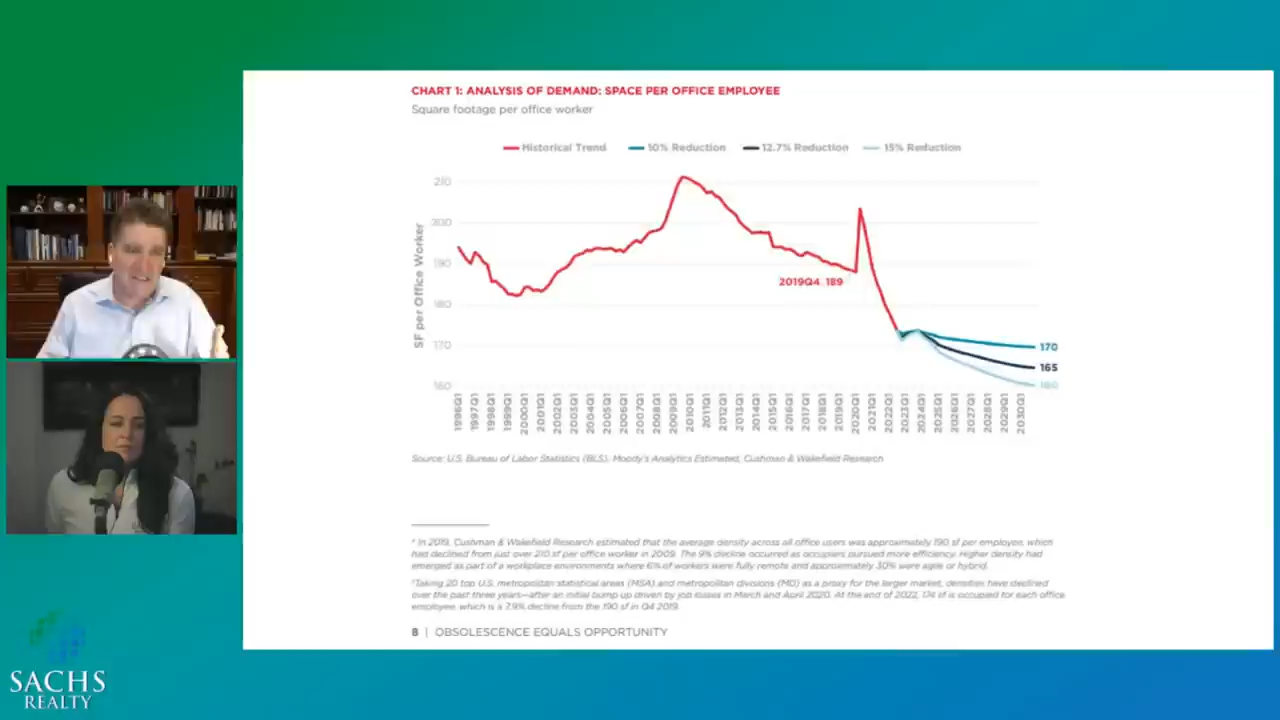 CHART 1: ANALYSIS OF DEMAND: SPACE PER OFFICE EMPLOYEE
Square footage per office worker
Historical Trend 10% Reduction 12.7% Reduction 15% Reduction
SF per Office Worker
210
200
190
180
170
160
2019Q4, 189
170
165
160
1996Q1 1997Q1 1998Q1 1999Q1 2000Q1 2001Q1 2002Q1 2003Q1 2004Q1 2005Q1 2006Q1 2007Q1 2008Q1 2009Q1 2010Q1 2011Q1 2012Q1 2013Q1 2014Q1 2015Q1 2016Q1 2017Q1 2018Q1 2019Q1 2020Q1 2021Q1 2022Q1 2023Q1 2024Q1 2025Q1 2026Q1 2027Q1 2028Q1 2029Q1 2030Q1
Source: U.S. Bureau of Labor Statistics (BLS), Moody's Analytics Estimated, Cushman & Wakefield Research
In 2019, Cushman & Wakefield Research estimated that the average density across all office users was approximately 190 sf per employee, which
had declined from just over 210 sf per office worker in 2009. The 9% decline occurred as occupiers pursued more efficiency. Higher density had
emerged as part of a workplace environments where 6% of workers were fully remote and approximately 30% were agile or hybrid.
Taking 20 top U.S. metropolitan statistical areas (MSA) and metropolitan divisions (MD) as a proxy for the larger market, densities have declined
over the past three years—after an initial bump up driven by job losses in March and April 2020. At the end of 2022, 174 sf is occupied for each office
employee, which is a 7.9% decline from the 190 sf in Q4 2019.
8 | OBSOLESCENCE EQUALS OPPORTUNITY
SACHS
REALTY